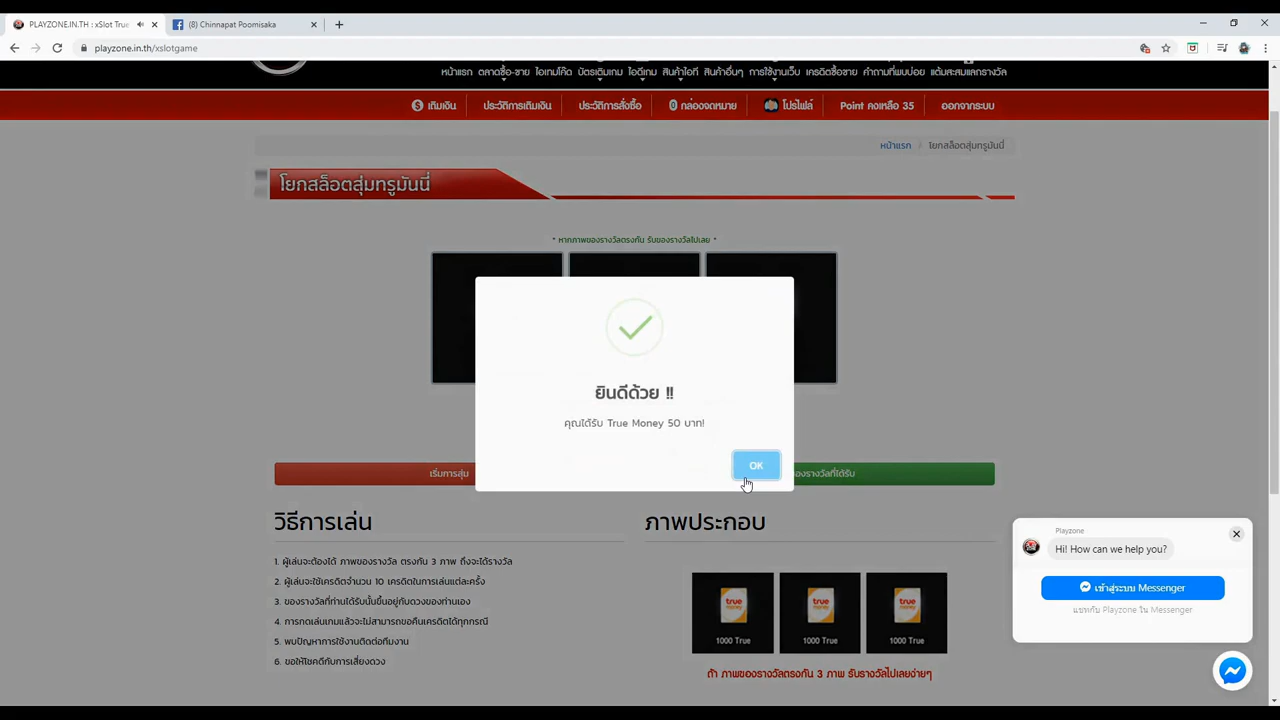 PLAYZONE.IN.TH : xSlot True
(8) Chinnapat Poomisaka
playzone.in.th/xslotgame
หน้าแรก ตลาดซื้อ-ขาย ไอเทมโค๊ด บัตรเติมเกม ไอดีเกม สินค้าไอที สินค้าอื่นๆ การใช้งานเว็บ เครดิตซื้อขาย คำถามที่พบบ่อย แต้มสะสมแลกรางวัล
เติมเงิน ประวัติการเติมเงิน ประวัติการสั่งซื้อ 0 กล่องจดหมาย โปรไฟล์ Point คงเหลือ 35 ออกจากระบบ
หน้าแรก / โยกสล็อตสุ่มทรูมันนี่
โยกสล็อตสุ่มทรูมันนี่
* หากภาพของรางวัลตรงกัน รับของรางวัลไปเลย *
ยินดีด้วย !!
คุณได้รับ True Money 50 บาท!
OK
เริ่มการสุ่ม
ของรางวัลที่ได้รับ
วิธีการเล่น
1. ผู้เล่นจะต้องได้ ภาพของรางวัล ตรงกัน 3 ภาพ ถึงจะได้รางวัล
2. ผู้เล่นจะใช้เครดิตจำนวน 10 เครดิตในการเล่นแต่ละครั้ง
3. ของรางวัลที่ท่านได้รับนั้นขึ้นอยู่กับดวงของท่านเอง
4. การกดเล่นเกมแล้วจะไม่สามารถขอคืนเครดิตได้ทุกกรณี
5. พบปัญหาการใช้งานติดต่อทีมงาน
6. ขอให้โชคดีกับการเสี่ยงดวง
ภาพประกอบ
true money true money true money
1000 True 1000 True 1000 True
ถ้า ภาพของรางวัลตรงกัน 3 ภาพ รับรางวัลไปเลยง่ายๆ
Playzone
Hi! How can we help you?
เข้าสู่ระบบ Messenger
แชทกับ Playzone ใน Messenger